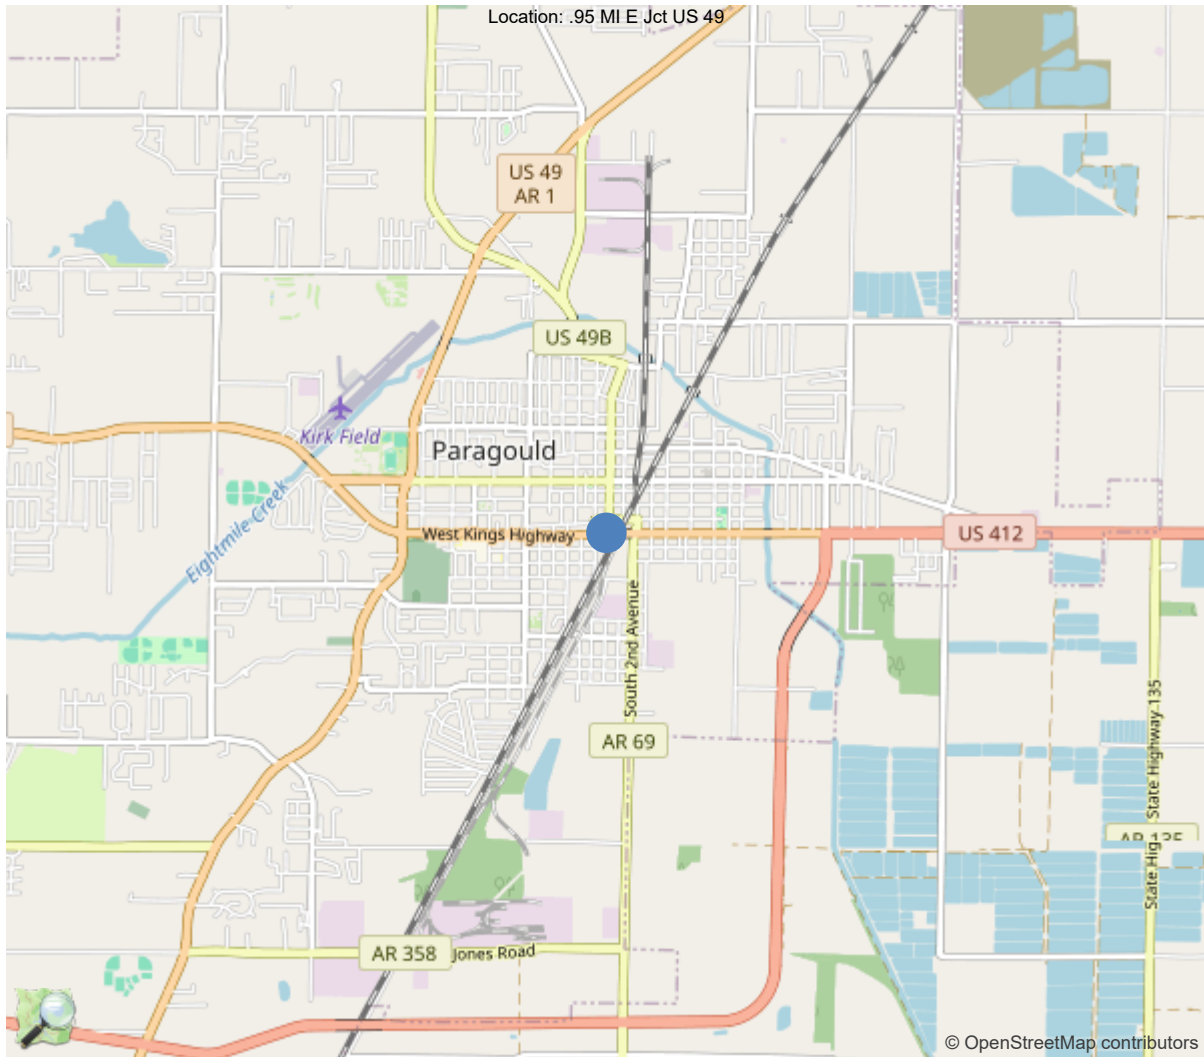 Location: .95 MI E Jct US 49
US 49
AR 1
US 49B
Kirk Field
Paragould
Eightmile Creek
West Kings Highway
US 412
South 2nd Avenue
AR 69
State Highway 135
AR 135
State Hig
AR 358
Jones Road
© OpenStreetMap contributors